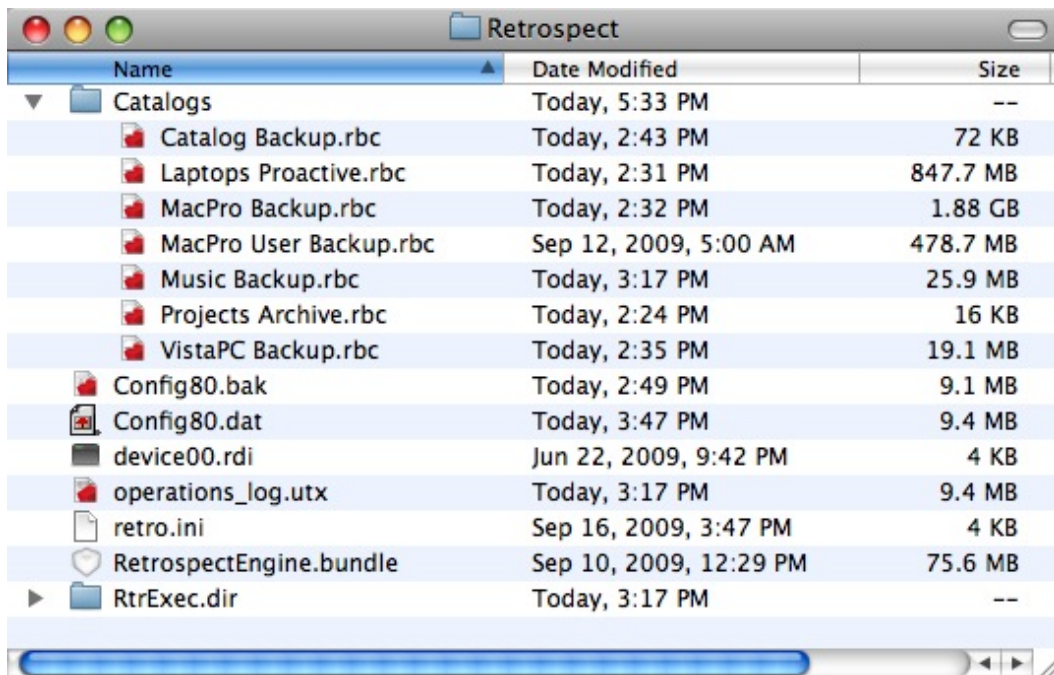 Retrospect
Name Date Modified Size
Catalogs Today, 5:33 PM --
Catalog Backup.rbc Today, 2:43 PM 72 KB
Laptops Proactive.rbc Today, 2:31 PM 847.7 MB
MacPro Backup.rbc Today, 2:32 PM 1.88 GB
MacPro User Backup.rbc Sep 12, 2009, 5:00 AM 478.7 MB
Music Backup.rbc Today, 3:17 PM 25.9 MB
Projects Archive.rbc Today, 2:24 PM 16 KB
VistaPC Backup.rbc Today, 2:35 PM 19.1 MB
Config80.bak Today, 2:49 PM 9.1 MB
Config80.dat Today, 3:47 PM 9.4 MB
device00.rdi Jun 22, 2009, 9:42 PM 4 KB
operations_log.utx Today, 3:17 PM 9.4 MB
retro.ini Sep 16, 2009, 3:47 PM 4 KB
RetrospectEngine.bundle Sep 10, 2009, 12:29 PM 75.6 MB
RtrExec.dir Today, 3:17 PM --